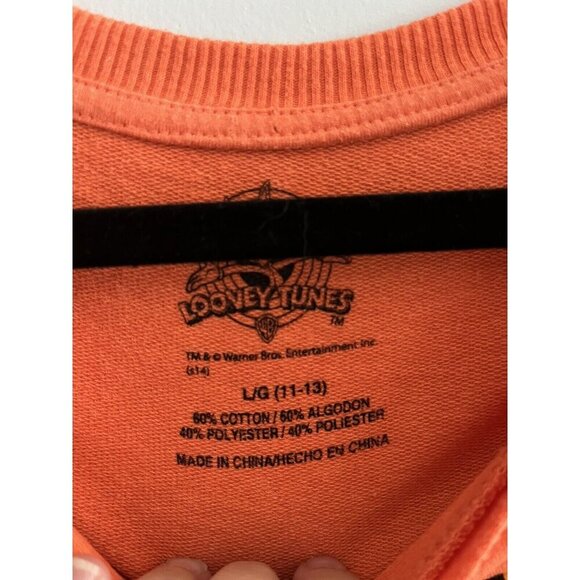 LOONEY TUNES
TM
WB
TM & © Warner Bros. Entertainment Inc.
(s14)
L/G (11-13)
60% COTTON / 60% ALGODON
40% POLYESTER / 40% POLIESTER
MADE IN CHINA/HECHO EN CHINA